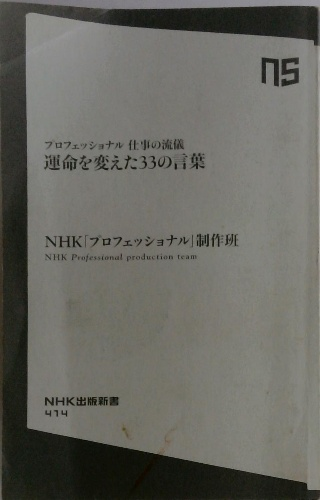 ns
プロフェッショナル 仕事の流儀
運命を変えた33の言葉
NHK「プロフェッショナル」制作班
NHK Professional production team
NHK出版新書
414